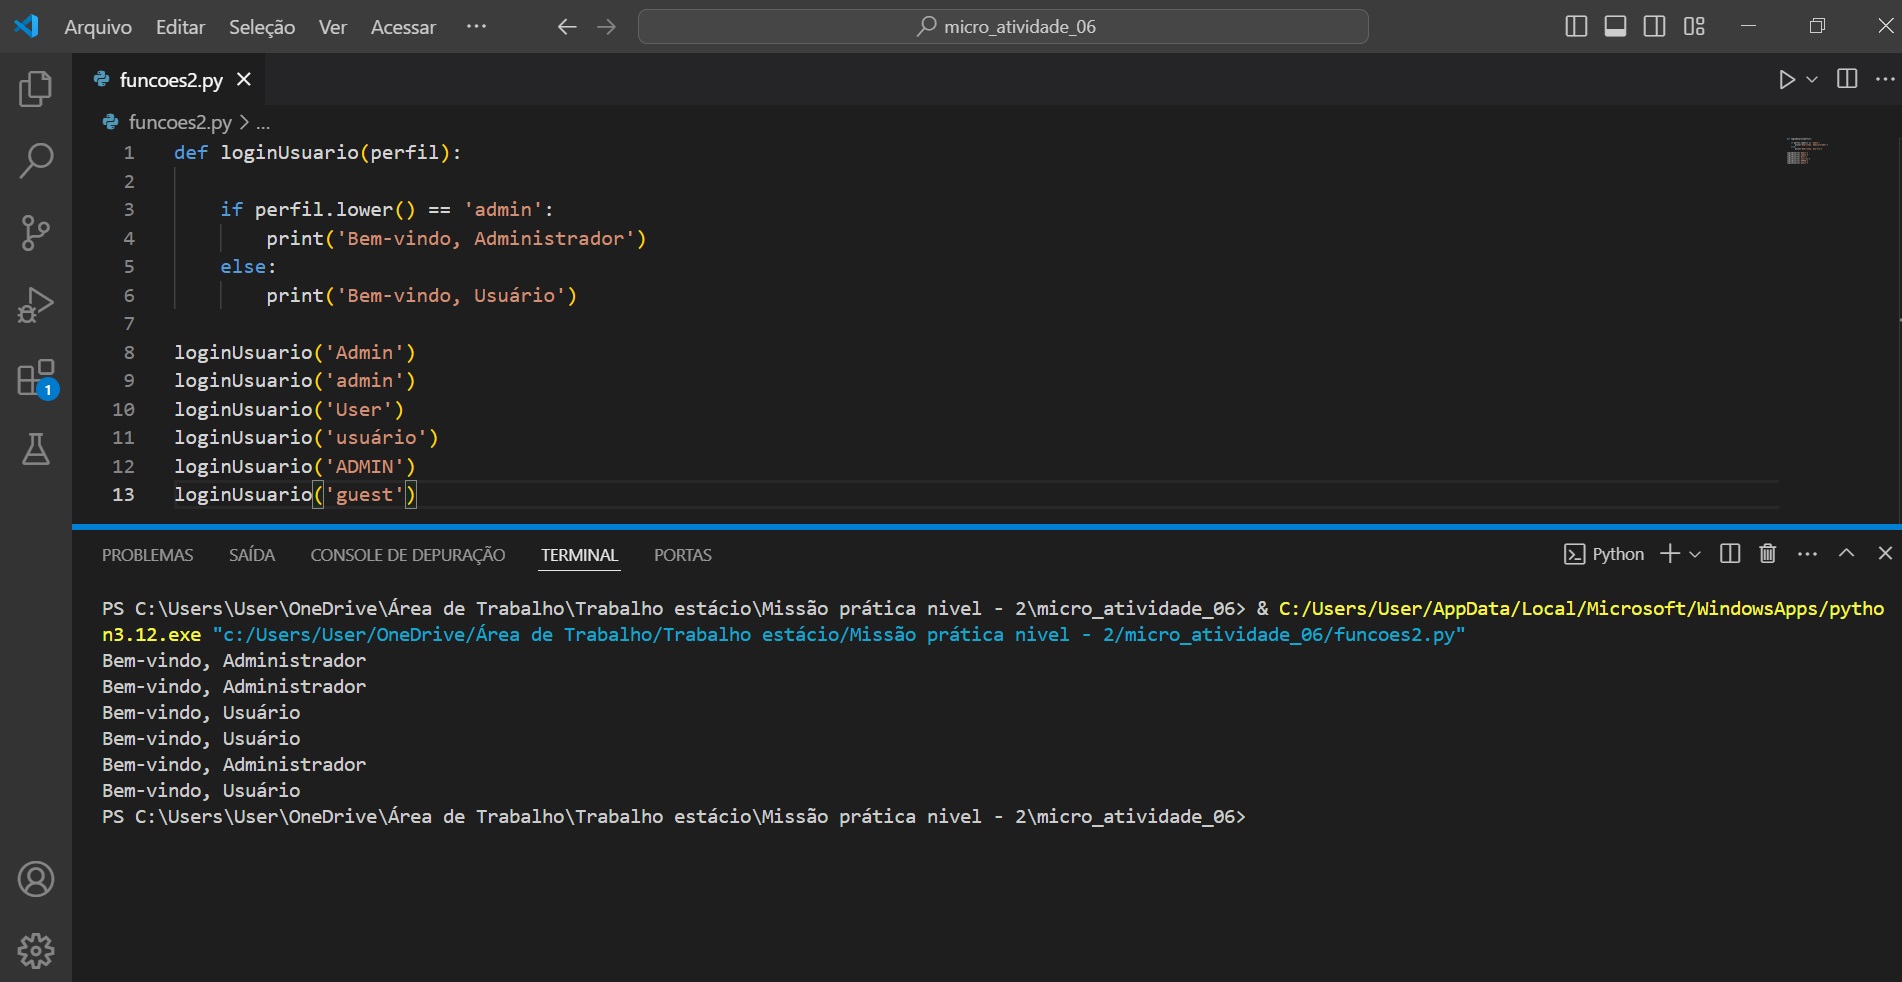 Arquivo Editar Seleção Ver Acessar ··· micro_atividade_06
funcoes2.py
funcoes2.py > ...
1 def loginUsuario(perfil):
2
3 if perfil.lower() == 'admin':
4 print('Bem-vindo, Administrador')
5 else:
6 print('Bem-vindo, Usuário')
7
8 loginUsuario('Admin')
9 loginUsuario('admin')
10 loginUsuario('User')
11 loginUsuario('usuário')
12 loginUsuario('ADMIN')
13 loginUsuario('guest')
1
PROBLEMAS SAÍDA CONSOLE DE DEPURAÇÃO TERMINAL PORTAS Python
PS C:\Users\User\OneDrive\Área de Trabalho\Trabalho estácio\Missão prática nivel - 2\micro_atividade_06> & C:/Users/User/AppData/Local/Microsoft/WindowsApps/pytho
n3.12.exe "c:/Users/User/OneDrive/Área de Trabalho/Trabalho estácio/Missão prática nivel - 2/micro_atividade_06/funcoes2.py"
Bem-vindo, Administrador
Bem-vindo, Administrador
Bem-vindo, Usuário
Bem-vindo, Usuário
Bem-vindo, Administrador
Bem-vindo, Usuário
PS C:\Users\User\OneDrive\Área de Trabalho\Trabalho estácio\Missão prática nivel - 2\micro_atividade_06>